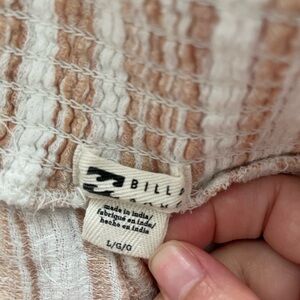 BILL
made in india/
fabriqué en inde/
hecho en india
L/G/G